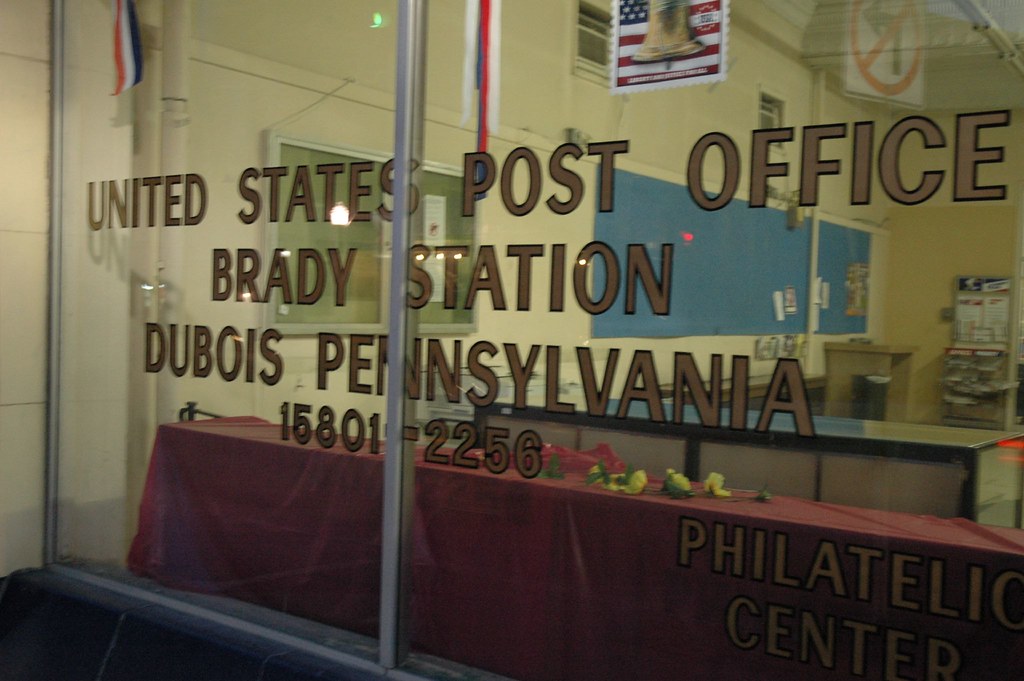 UNITED STATES POST OFFICE
BRADY STATION
DUBOIS PENNSYLVANIA
15801-2256
PHILATELIC
CENTER